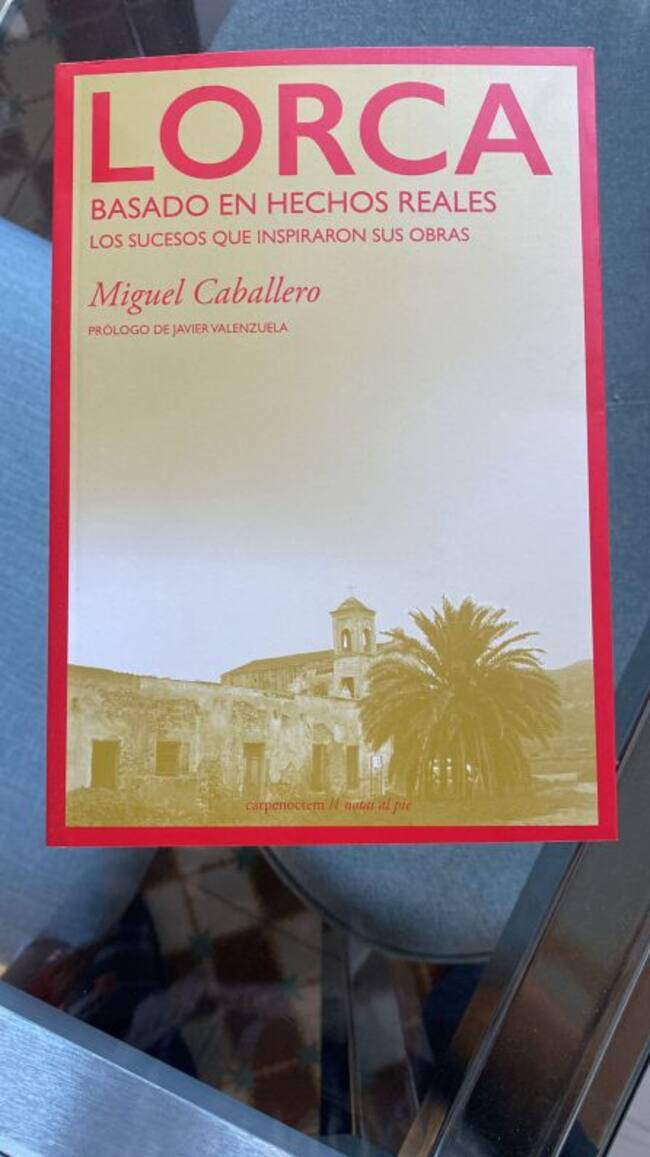 LORCA
BASADO EN HECHOS REALES
LOS SUCESOS QUE INSPIRARON SUS OBRAS
Miguel Caballero
PRÓLOGO DE JAVIER VALENZUELA
carpenoctem // notas al pie